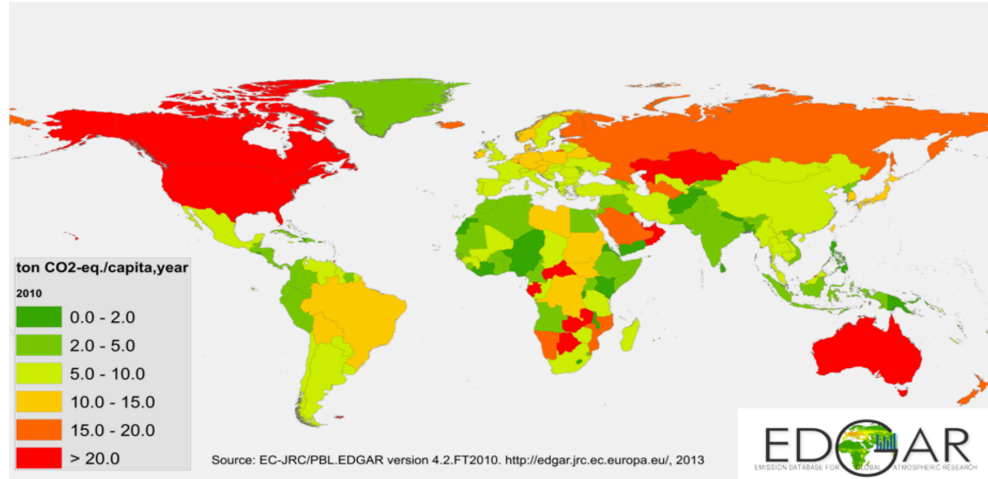 ton CO2-eq./capita,year
2010
0.0 - 2.0
2.0 - 5.0
5.0 - 10.0
10.0 - 15.0
15.0 - 20.0
> 20.0
Source: EC-JRC/PBL.EDGAR version 4.2.FT2010. http://edgar.jrc.ec.europa.eu/, 2013
EDGAR
EMISSION DATABASE FOR GLOBAL ATMOSPHERIC RESEARCH